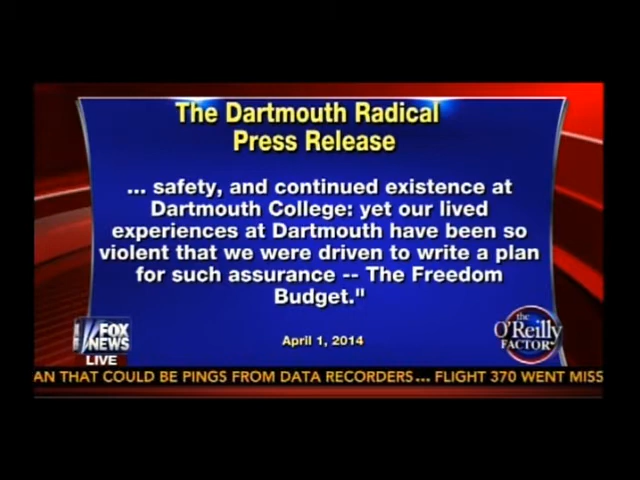 The Dartmouth Radical
Press Release
... safety, and continued existence at
Dartmouth College: yet our lived
experiences at Dartmouth have been so
violent that we were driven to write a plan
for such assurance -- The Freedom
Budget."
April 1, 2014
FOX
NEWS
LIVE
the
O'Reilly
FACTOR
AN THAT COULD BE PINGS FROM DATA RECORDERS... FLIGHT 370 WENT MISS